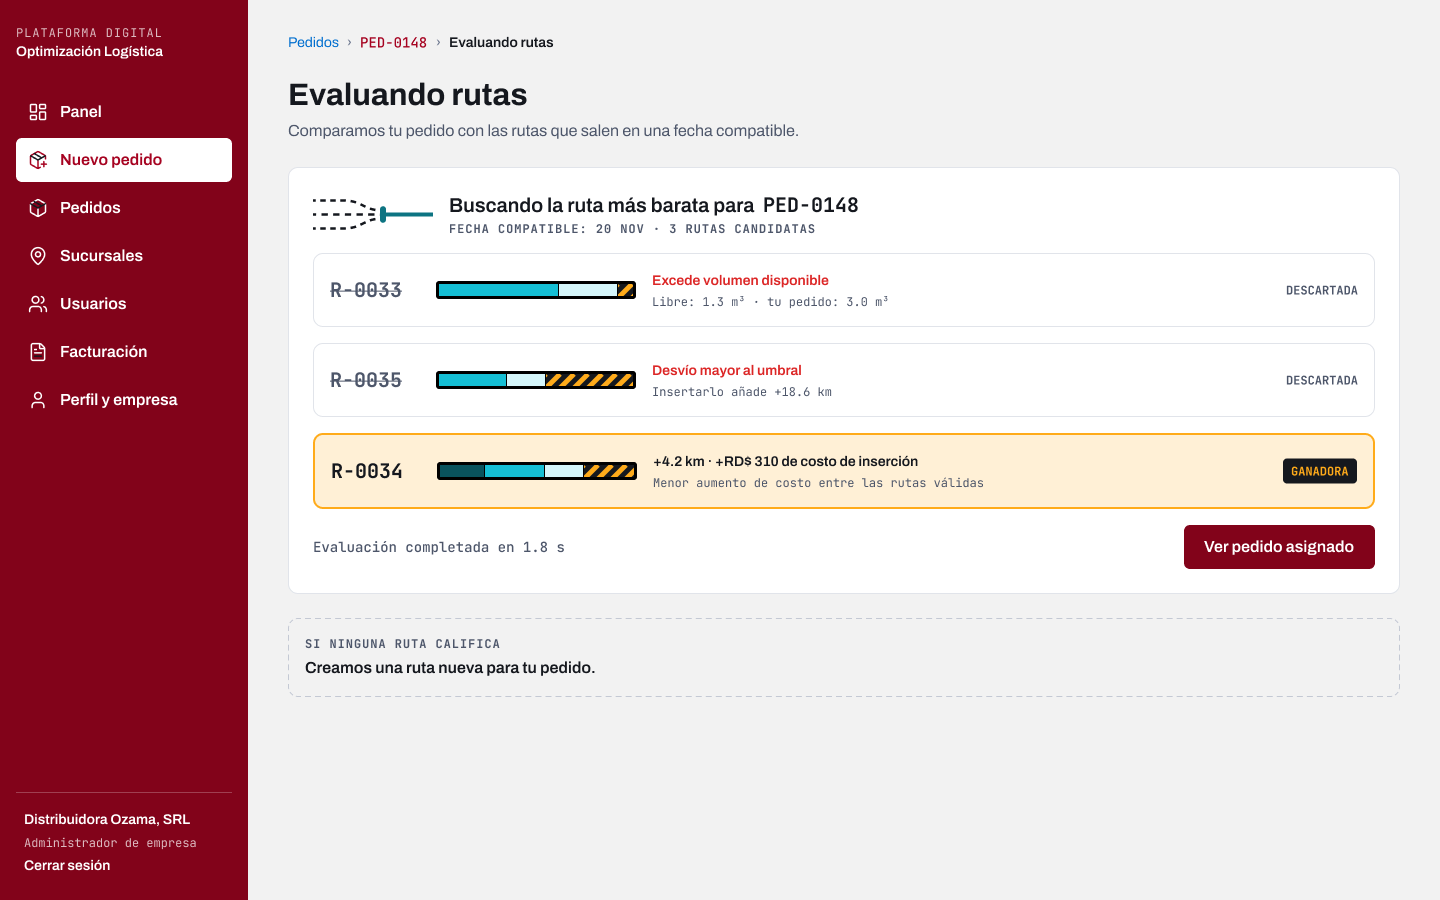 PLATAFORMA DIGITAL
Optimización Logística
Panel
Nuevo pedido
Pedidos
Sucursales
Usuarios
Facturación
Perfil y empresa
Distribuidora Ozama, SRL
Administrador de empresa
Cerrar sesión
Pedidos › PED-0148 › Evaluando rutas
Evaluando rutas
Comparamos tu pedido con las rutas que salen en una fecha compatible.
Buscando la ruta más barata para PED-0148
FECHA COMPATIBLE: 20 NOV · 3 RUTAS CANDIDATAS
R-0033
Excede volumen disponible
Libre: 1.3 m³ · tu pedido: 3.0 m³
DESCARTADA
R-0035
Desvío mayor al umbral
Insertarlo añade +18.6 km
DESCARTADA
R-0034
+4.2 km · +RD$ 310 de costo de inserción
Menor aumento de costo entre las rutas válidas
GANADORA
Evaluación completada en 1.8 s
Ver pedido asignado
SI NINGUNA RUTA CALIFICA
Creamos una ruta nueva para tu pedido.